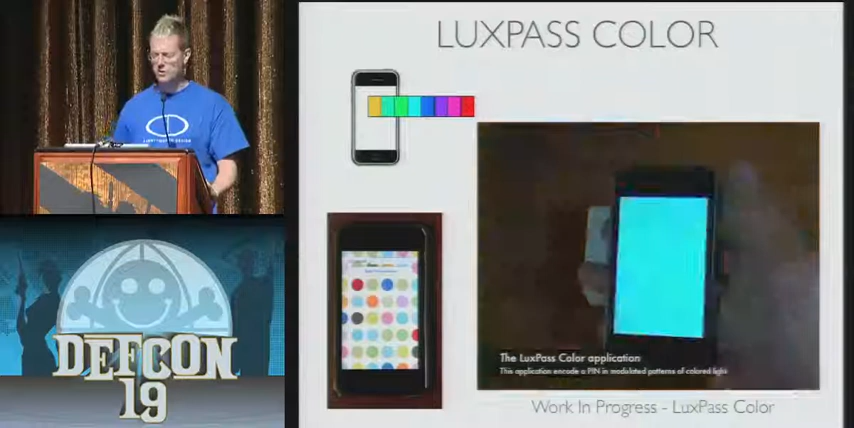 LUXPASS COLOR
The LuxPass Color application
This application encode a PIN in modulated patterns of colored light
Work In Progress - LuxPass Color
DEFCON
19